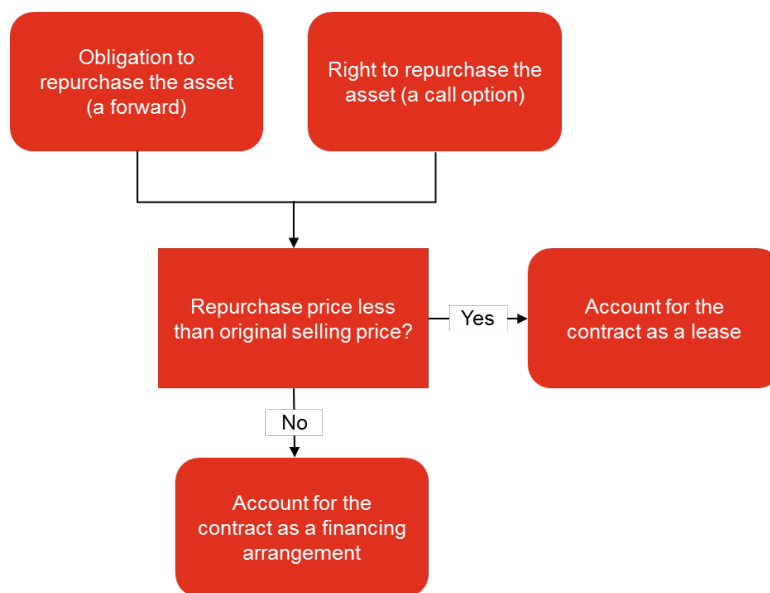 Obligation to
repurchase the asset
(a forward)
Right to repurchase the
asset (a call option)
Repurchase price less
than original selling price?
Yes
Account for the
contract as a lease
No
Account for the
contract as a financing
arrangement